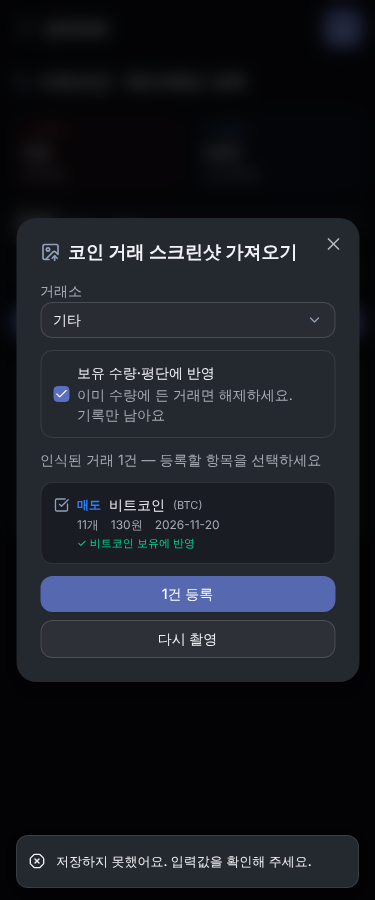 코인 거래 스크린샷 가져오기
거래소
기타
보유 수량·평단에 반영
이미 수량에 든 거래면 해제하세요.
기록만 남아요
인식된 거래 1건 — 등록할 항목을 선택하세요
매도 비트코인 (BTC)
11개 130원 2026-11-20
✓ 비트코인 보유에 반영
1건 등록
다시 촬영
저장하지 못했어요. 입력값을 확인해 주세요.